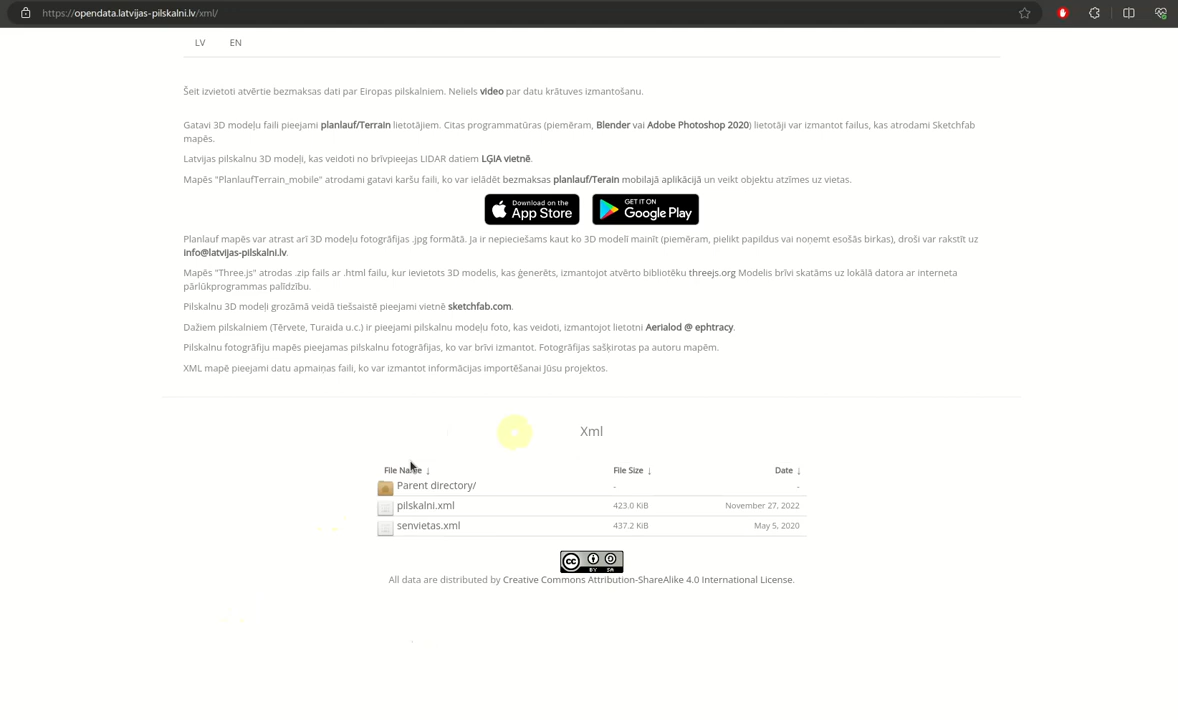 https://opendata.latvijas-pilskalni.lv/xml/
LV EN
Šeit izvietoti atvērtie bezmaksas dati par Eiropas pilskalniem. Neliels video par datu krātuves izmantošanu.
Gatavi 3D modeļu faili pieejami planlauf/Terrain lietotājiem. Citas programmatūras (piemēram, Blender vai Adobe Photoshop 2020) lietotāji var izmantot failus, kas atrodami Sketchfab
mapēs.
Latvijas pilskalnu 3D modeļi, kas veidoti no brīvpieejas LiDAR datiem LĢIA vietnē.
Mapēs "PlanlaufTerrain_mobile" atrodami gatavi karšu faili, ko var ielādēt bezmaksas planlauf/Terain mobilajā aplikācijā un veikt objektu atzīmes uz vietas.
Download on the GET IT ON
App Store Google Play
Planlauf mapēs var atrast arī 3D modeļu fotogrāfijas .jpg formātā. Ja ir nepieciešams kaut ko 3D modelī mainīt (piemēram, pielikt papildus vai noņemt esošās birkas), droši var rakstīt uz
info@latvijas-pilskalni.lv.
Mapēs "Three.js" atrodas .zip fails ar .html failu, kur ievietots 3D modelis, kas ģenerēts, izmantojot atvērto bibliotēku threejs.org Modelis brīvi skatāms uz lokālā datora ar interneta
pārlūkprogrammas palīdzību.
Pilskalnu 3D modeļi grozāmā veidā tiešsaistē pieejami vietnē sketchfab.com.
Dažiem pilskalniem (Tērvete, Turaida u.c.) ir pieejami pilskalnu modeļu foto, kas veidoti, izmantojot lietotni Aerialod @ ephtracy.
Pilskalnu fotogrāfiju mapēs pieejamas pilskalnu fotogrāfijas, ko var brīvi izmantot. Fotogrāfijas sašķirotas pa autoru mapēm.
XML mapē pieejami datu apmaiņas faili, ko var izmantot informācijas importēšanai Jūsu projektos.
Xml
File Name ↓ File Size ↓ Date ↓
Parent directory/ - -
pilskalni.xml 423.0 KiB November 27, 2022
senvietas.xml 437.2 KiB May 5, 2020
cc BY SA
All data are distributed by Creative Commons Attribution-ShareAlike 4.0 International License.